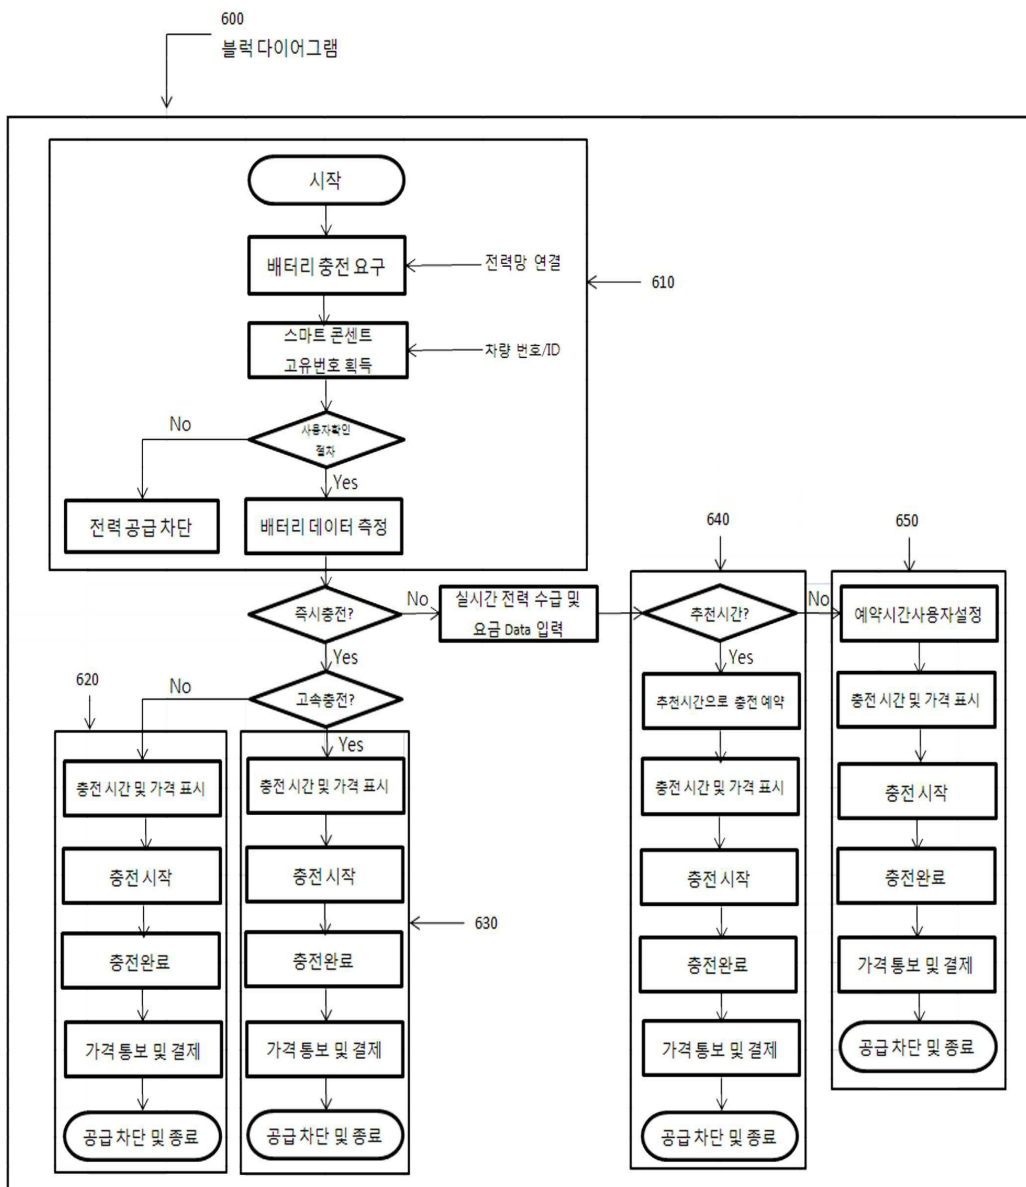 600
블럭 다이어그램
시작
배터리 충전 요구
전력망 연결
610
스마트 콘센트
고유번호 획득
차량 번호/ID
사용자확인
절차
No
Yes
전력 공급 차단
배터리 데이터 측정
640
650
즉시충전?
No
실시간 전력 수급 및
요금 Data 입력
추천시간?
No
예약시간사용자설정
Yes
Yes
620
No
고속충전?
추천시간으로 충전 예약
충전 시간 및 가격 표시
Yes
충전 시간 및 가격 표시
충전 시간 및 가격 표시
충전 시간 및 가격 표시
충전 시작
충전 시작
충전 시작
충전 시작
충전완료
630
충전완료
충전완료
충전완료
가격 통보 및 결제
가격 통보 및 결제
가격 통보 및 결제
가격 통보 및 결제
공급 차단 및 종료
공급 차단 및 종료
공급 차단 및 종료
공급 차단 및 종료